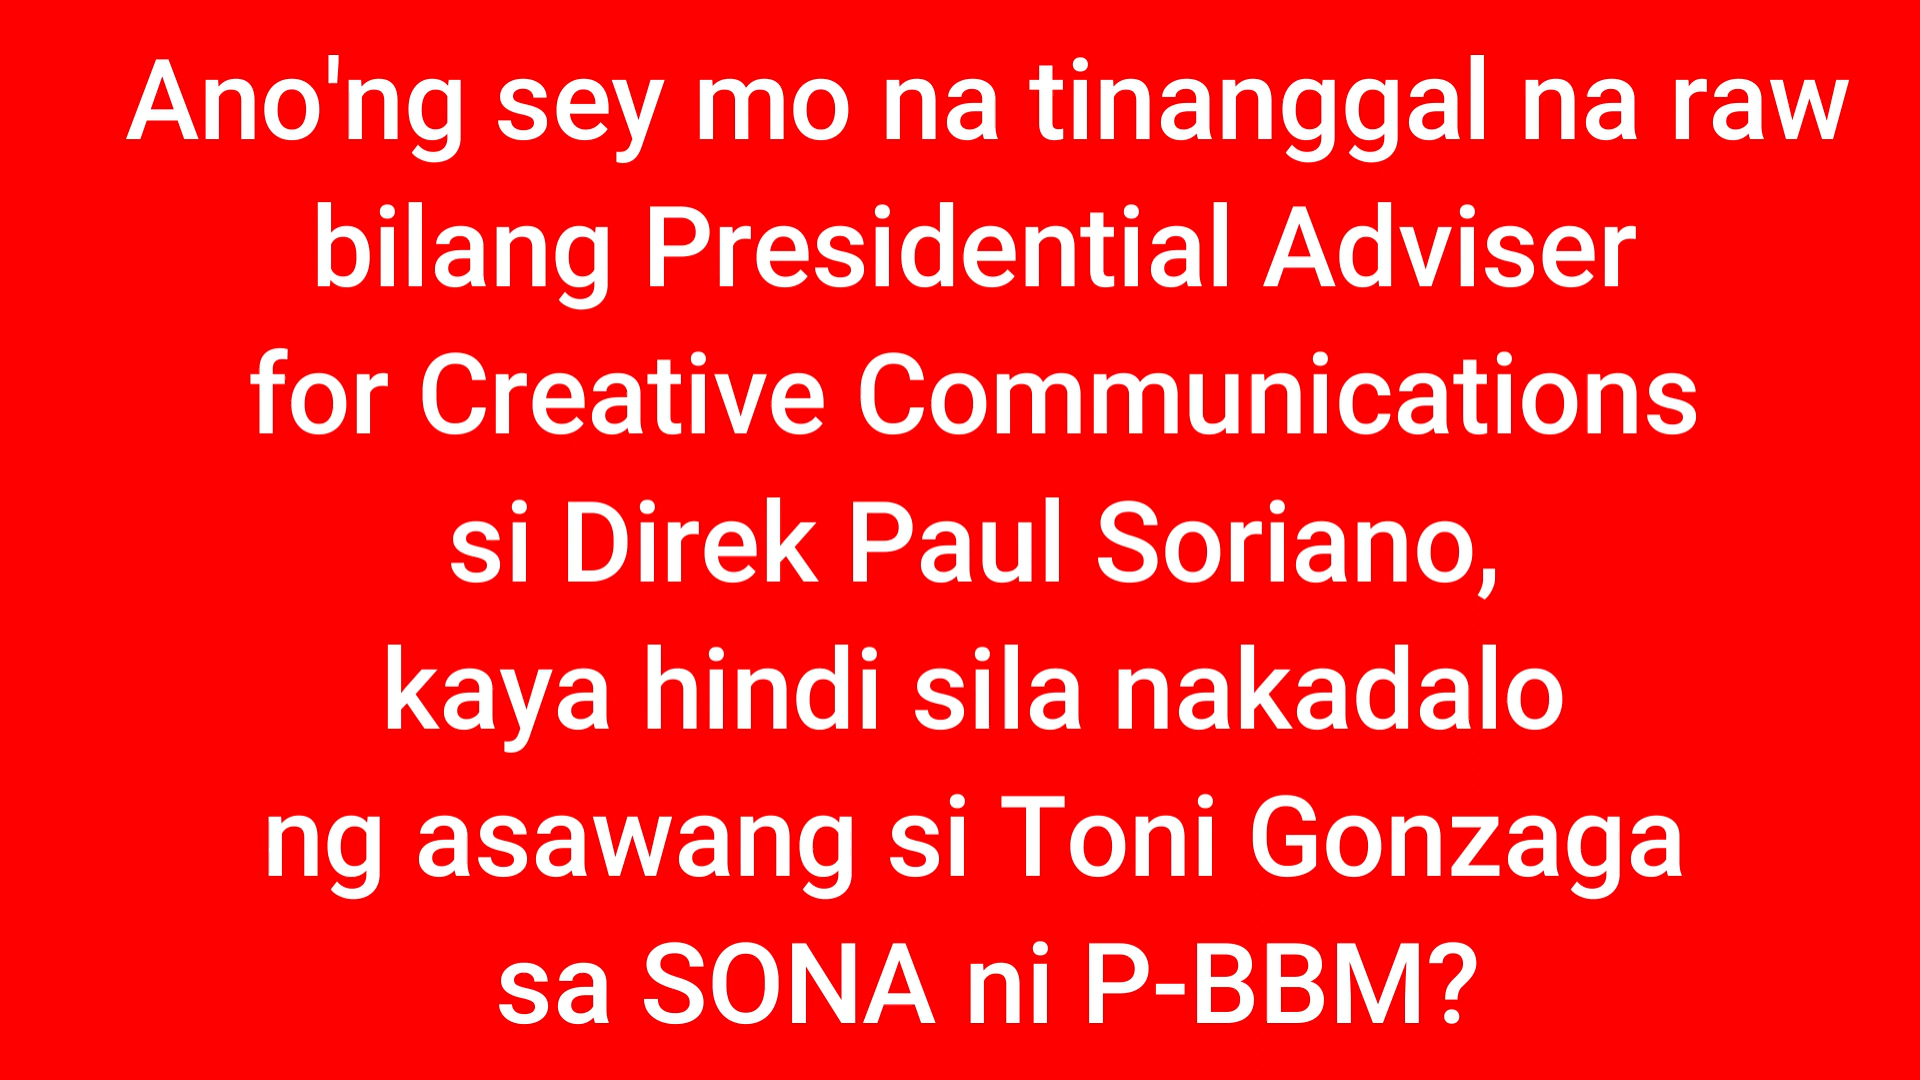 Ano'ng sey mo na tinanggal na raw
bilang Presidential Adviser
for Creative Communications
si Direk Paul Soriano,
kaya hindi sila nakadalo
ng asawang si Toni Gonzaga
sa SONA ni P-BBM?